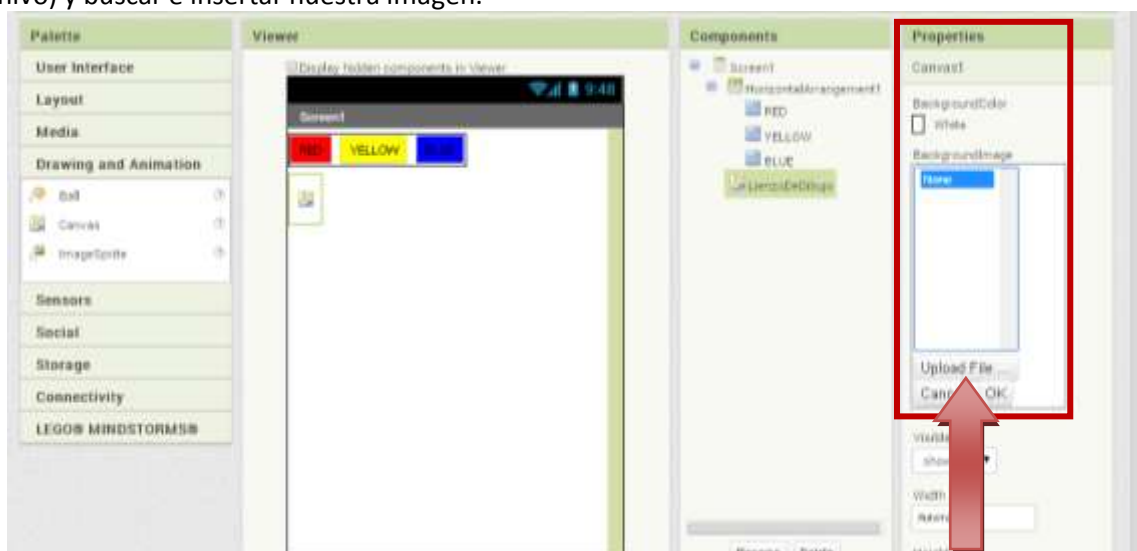 nivo) y buscar e insertar nuestra imagen.
Palette
User Interface
Layout
Media
Drawing and Animation
Ball
Canvas
ImageSprite
Sensors
Social
Storage
Connectivity
LEGO® MINDSTORMS®
Viewer
Display hidden components in Viewer
9:48
Screen1
RED YELLOW BLUE
Components
Screen1
HorizontalArrangement1
RED
YELLOW
BLUE
LienzoDeDibujo
Properties
Canvas1
BackgroundColor
White
BackgroundImage
None
Upload File ...
OK
Width